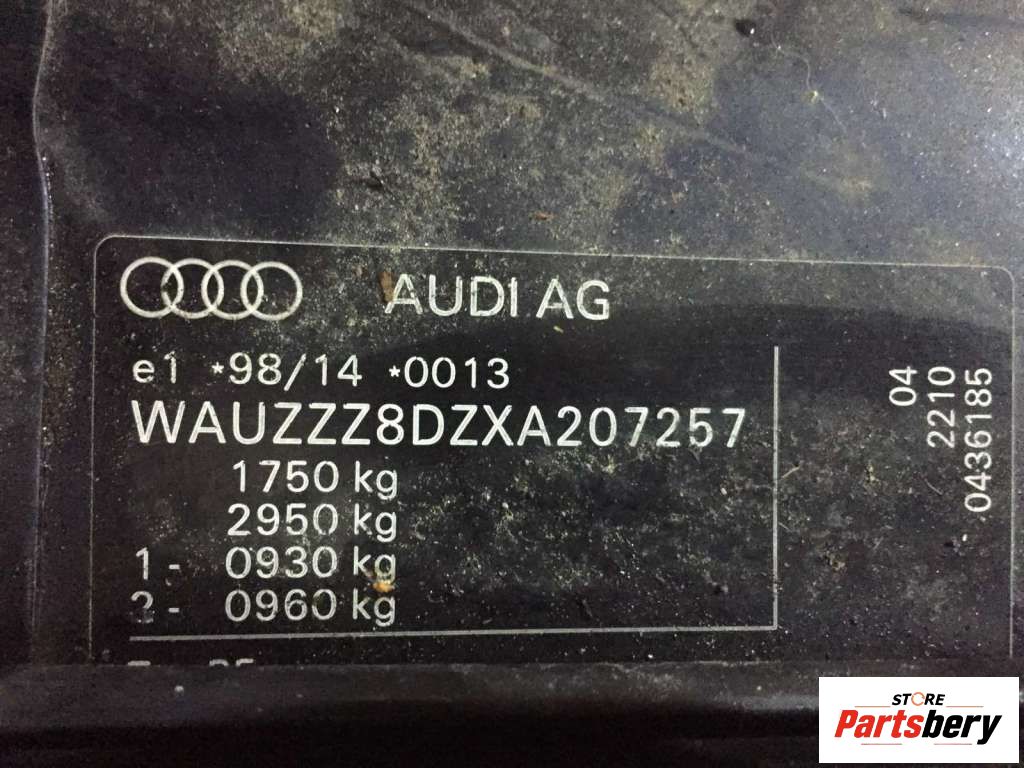 AUDI AG
e1 *98/14 *0013
WAUZZZ8DZXA207257
1750 kg
2950 kg
1 - 0930 kg
2 - 0960 kg
04
2210
0436185
STORE
Partsbery